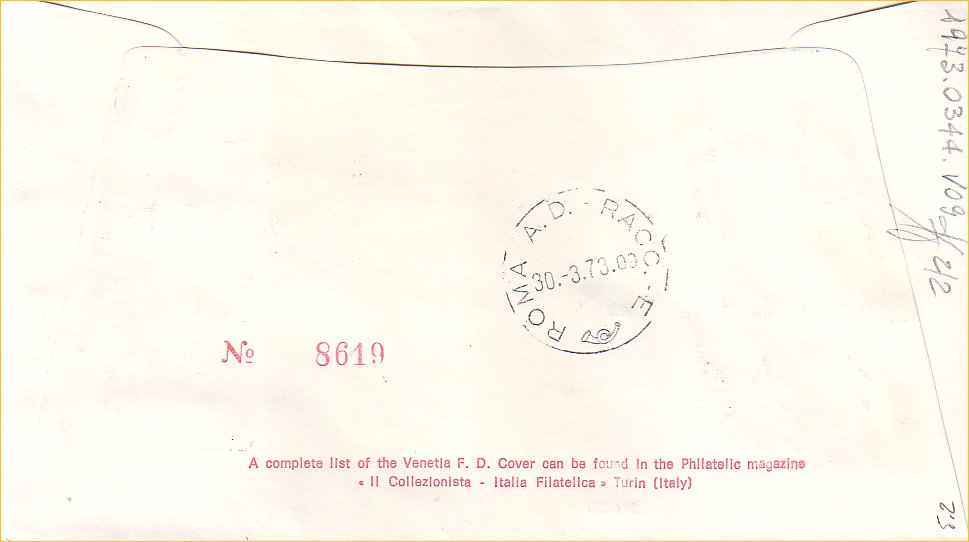 ROMA A.D. - RACC. - E
30.-3.73.09
№ 8619
A complete list of the Venetia F. D. Cover can be found in the Philatelic magazine
« Il Collezionista - Italia Filatelica » Turin (Italy)
1973.0344.V09
2/2